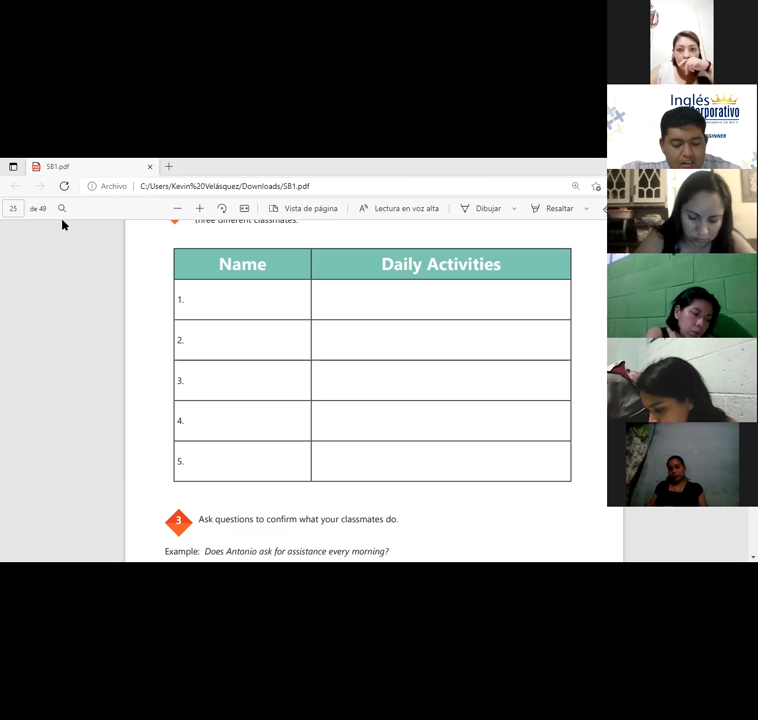 SB1.pdf
Archivo
C:/Users/Kevin%20Velásquez/Downloads/SB1.pdf
25
de 49
Vista de página
Lectura en voz alta
Dibujar
Resaltar
three different classmates.
Name Daily Activities
1.
2.
3.
4.
5.
3 Ask questions to confirm what your classmates do.
Example: Does Antonio ask for assistance every morning?
Inglés